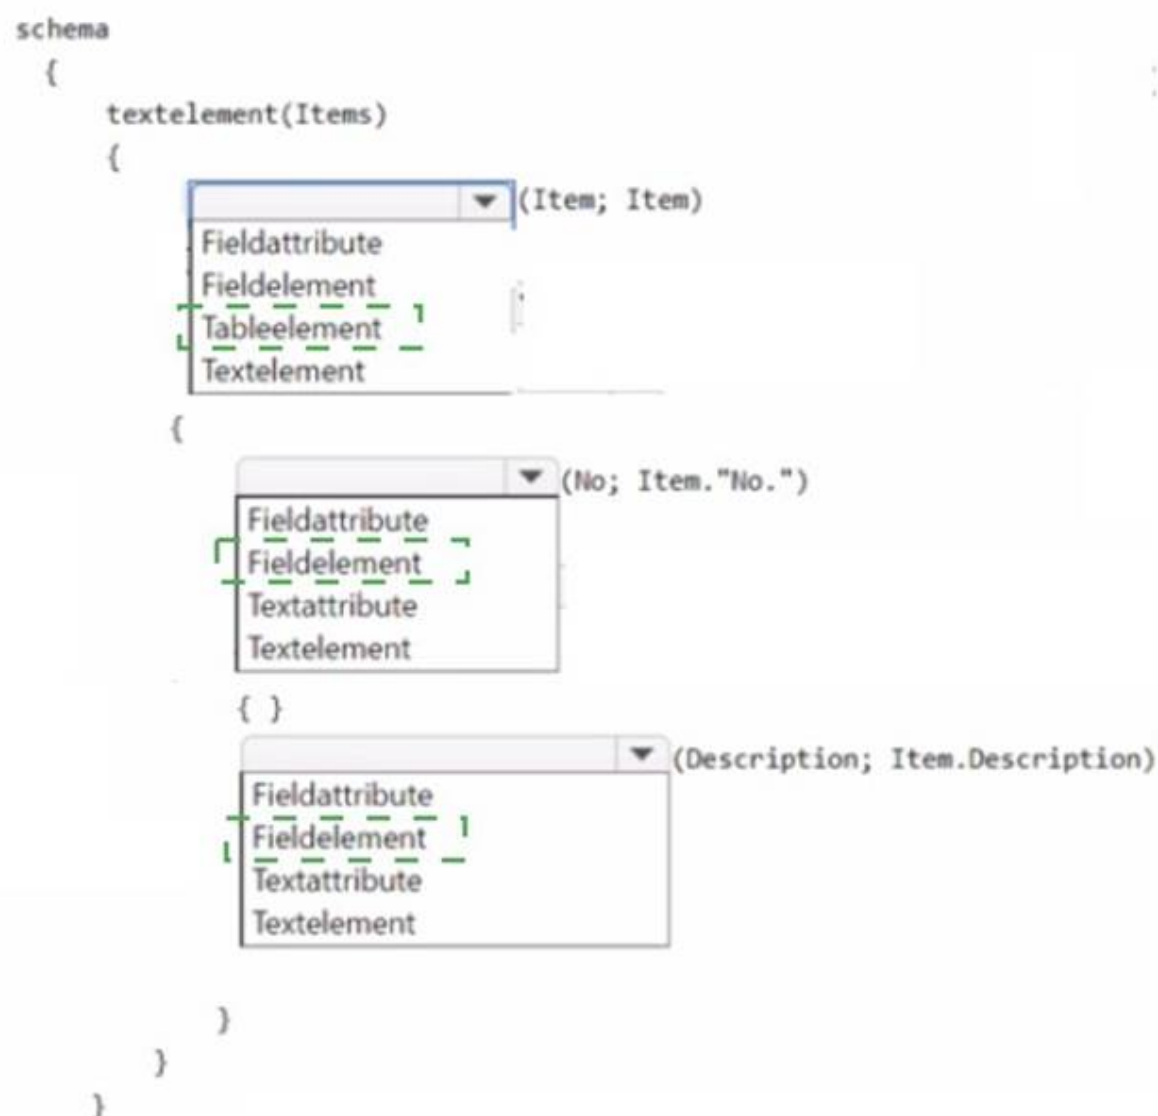 schema
{
textelement(Items)
{
(Item; Item)
Fieldattribute
Fieldelement
Tableelement
Textelement
{
(No; Item."No.")
Fieldattribute
Fieldelement
Textattribute
Textelement
{ }
(Description; Item.Description)
Fieldattribute
Fieldelement
Textattribute
Textelement
}
}
}